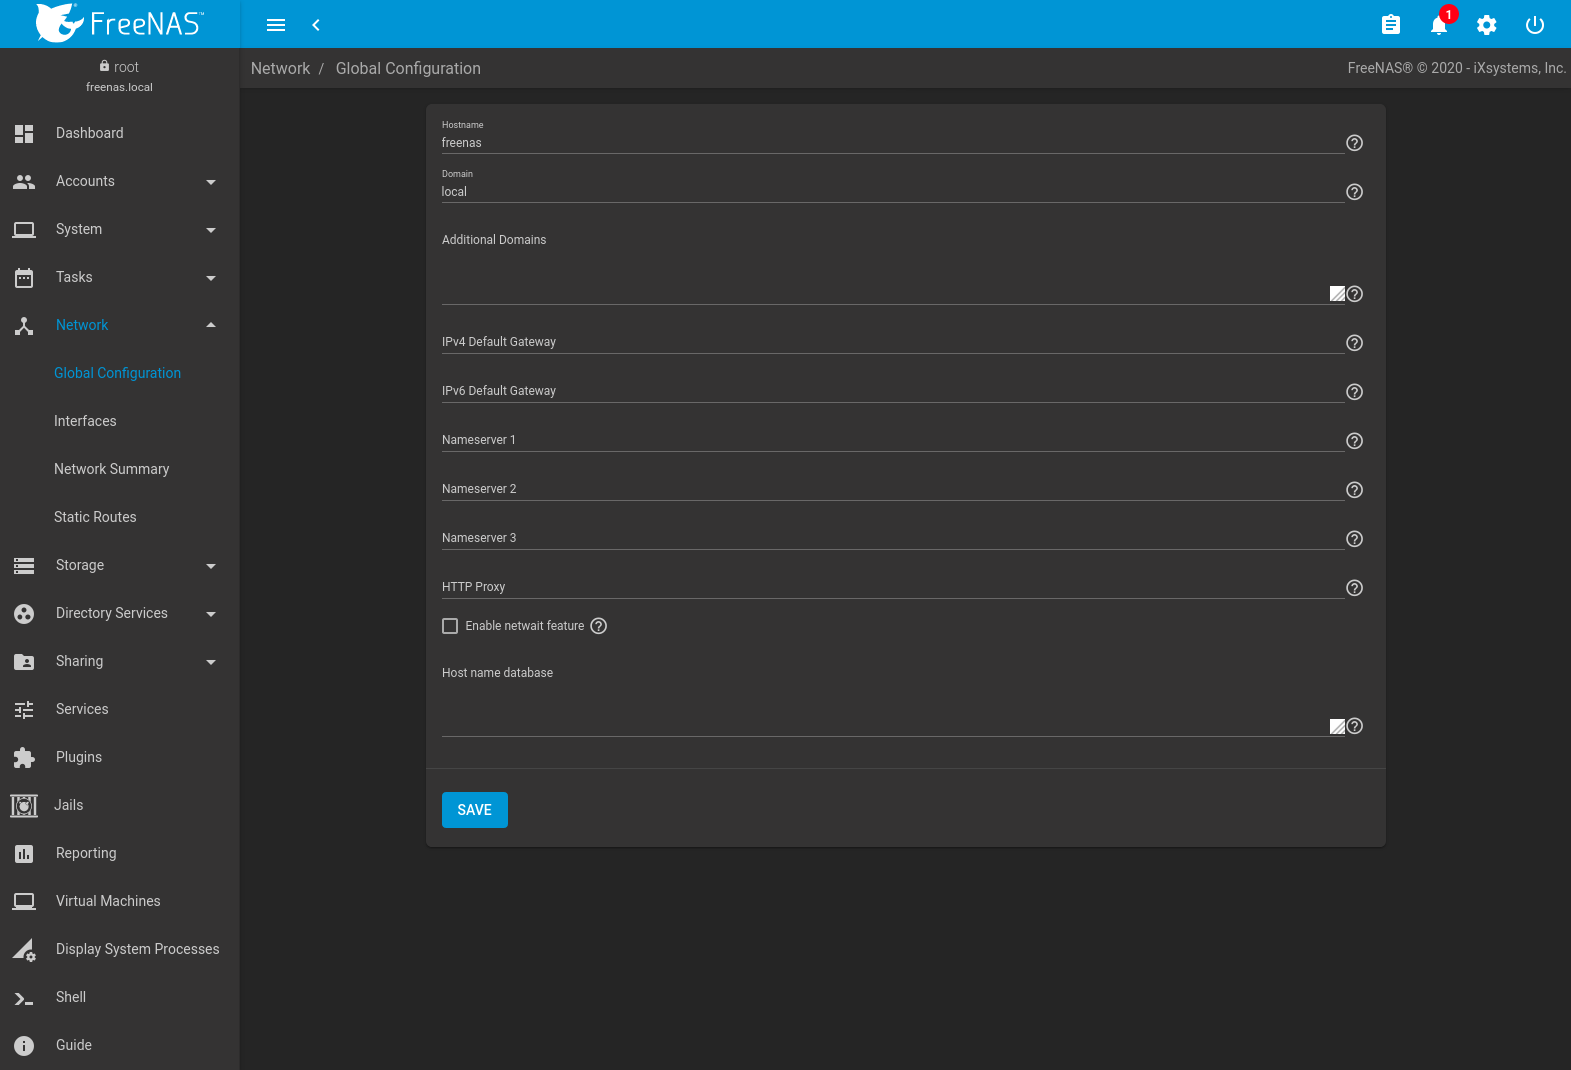 FreeNAS™
1
root
freenas.local
Network / Global Configuration
FreeNAS® © 2020 - iXsystems, Inc.
Dashboard
Accounts
System
Tasks
Network
Global Configuration
Interfaces
Network Summary
Static Routes
Storage
Directory Services
Sharing
Services
Plugins
Jails
Reporting
Virtual Machines
Display System Processes
Shell
Guide
Hostname
freenas
Domain
local
Additional Domains
IPv4 Default Gateway
IPv6 Default Gateway
Nameserver 1
Nameserver 2
Nameserver 3
HTTP Proxy
Enable netwait feature
Host name database
SAVE